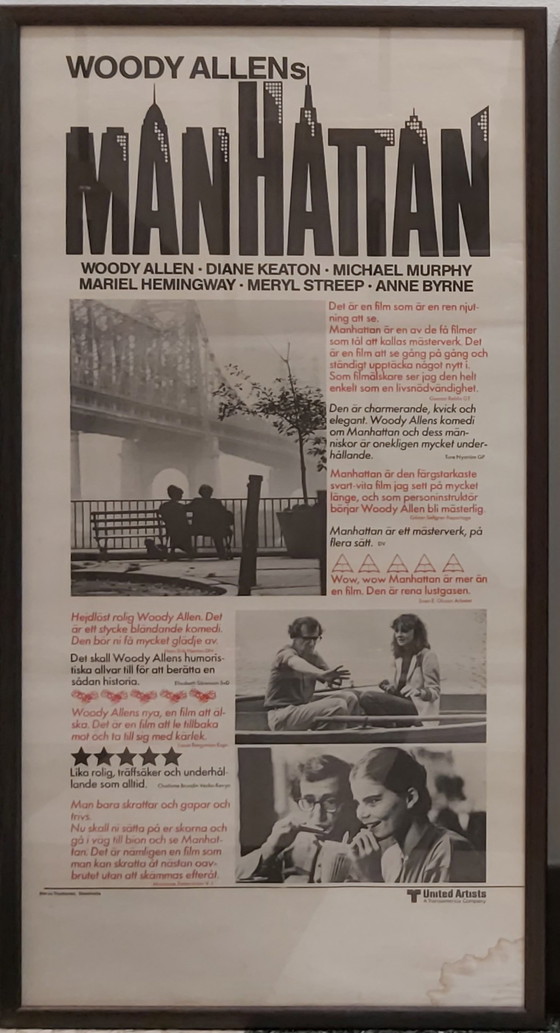 WOODY ALLENs
MANHATTAN
WOODY ALLEN · DIANE KEATON · MICHAEL MURPHY
MARIEL HEMINGWAY · MERYL STREEP · ANNE BYRNE
Det är en film som är en ren njut-
ning att se.
Manhattan är en av de få filmer
som tål att kallas mästerverk. Det
är en film att se gång på gång och
ständigt upptäcka något nytt i.
Som filmälskare ser jag den helt
enkelt som en livsnödvändighet.
Den är charmerande, kvick och
elegant. Woody Allens komedi
om Manhattan och dess män-
niskor är onekligen mycket under-
hållande.
GP
Manhattan är den färgstarkaste
svart-vita film jag sett på mycket
länge, och som personinstruktör
börjar Woody Allen bli mästerlig.
Manhattan är ett mästerverk, på
flera sätt.
Wow, wow Manhattan är mer än
en film. Den är rena lustgasen.
Hejdlöst rolig Woody Allen. Det
är ett stycke bländande komedi.
Den bör ni få mycket glädje av.
Det skall Woody Allens humoris-
tiska allvar till för att berätta en
sådan historia.
Woody Allens nya, en film att äl-
ska. Det är en film att le tillbaka
mot och ta till sig med kärlek.
Lika rolig, träffsäker och underhål-
lande som alltid.
Man bara skrattar och gapar och
trivs.
Nu skall ni sätta på er skorna och
gå i väg till bion och se Manhat-
tan. Det är nämligen en film som
man kan skratta åt nästan oav-
brutet utan att skämmas efteråt.
United Artists
A Transamerica Company